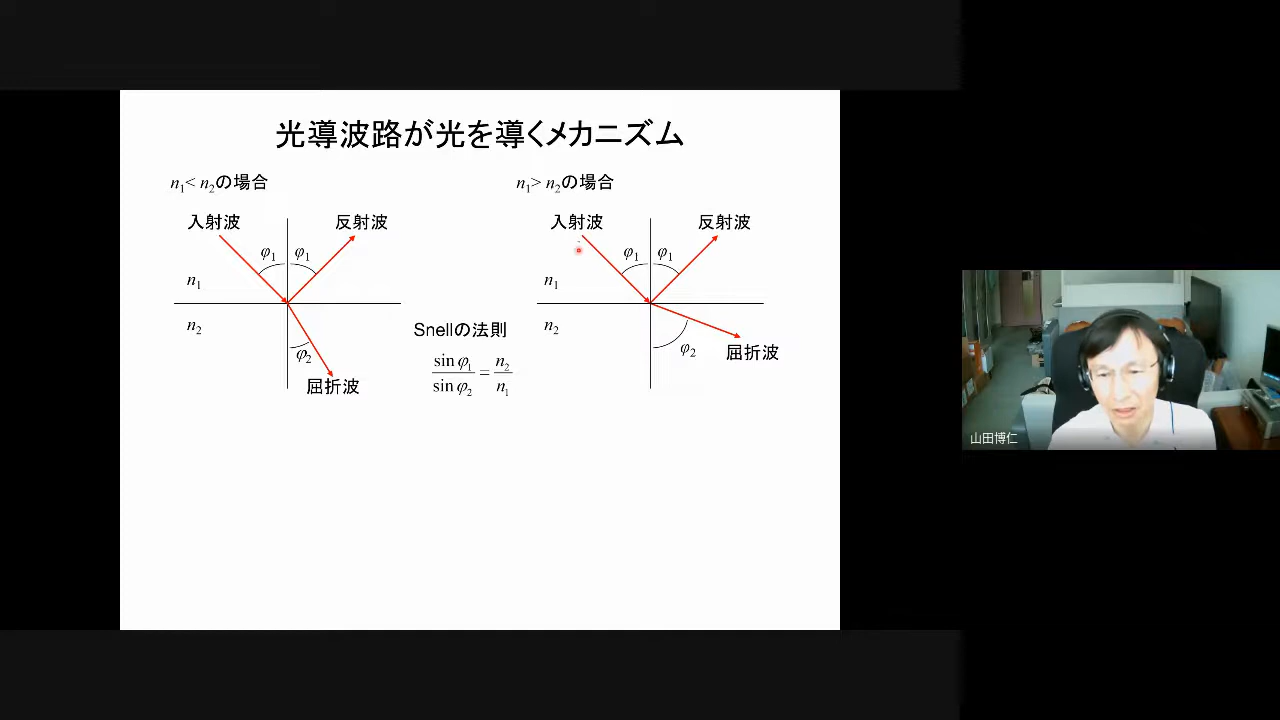 光導波路が光を導くメカニズム
n1< n2の場合
入射波
反射波
φ1
φ1
n1
n2
φ2
屈折波
Snellの法則
sin φ1 / sin φ2 = n2 / n1
n1> n2の場合
入射波
反射波
φ1
φ1
n1
n2
φ2
屈折波
山田博仁